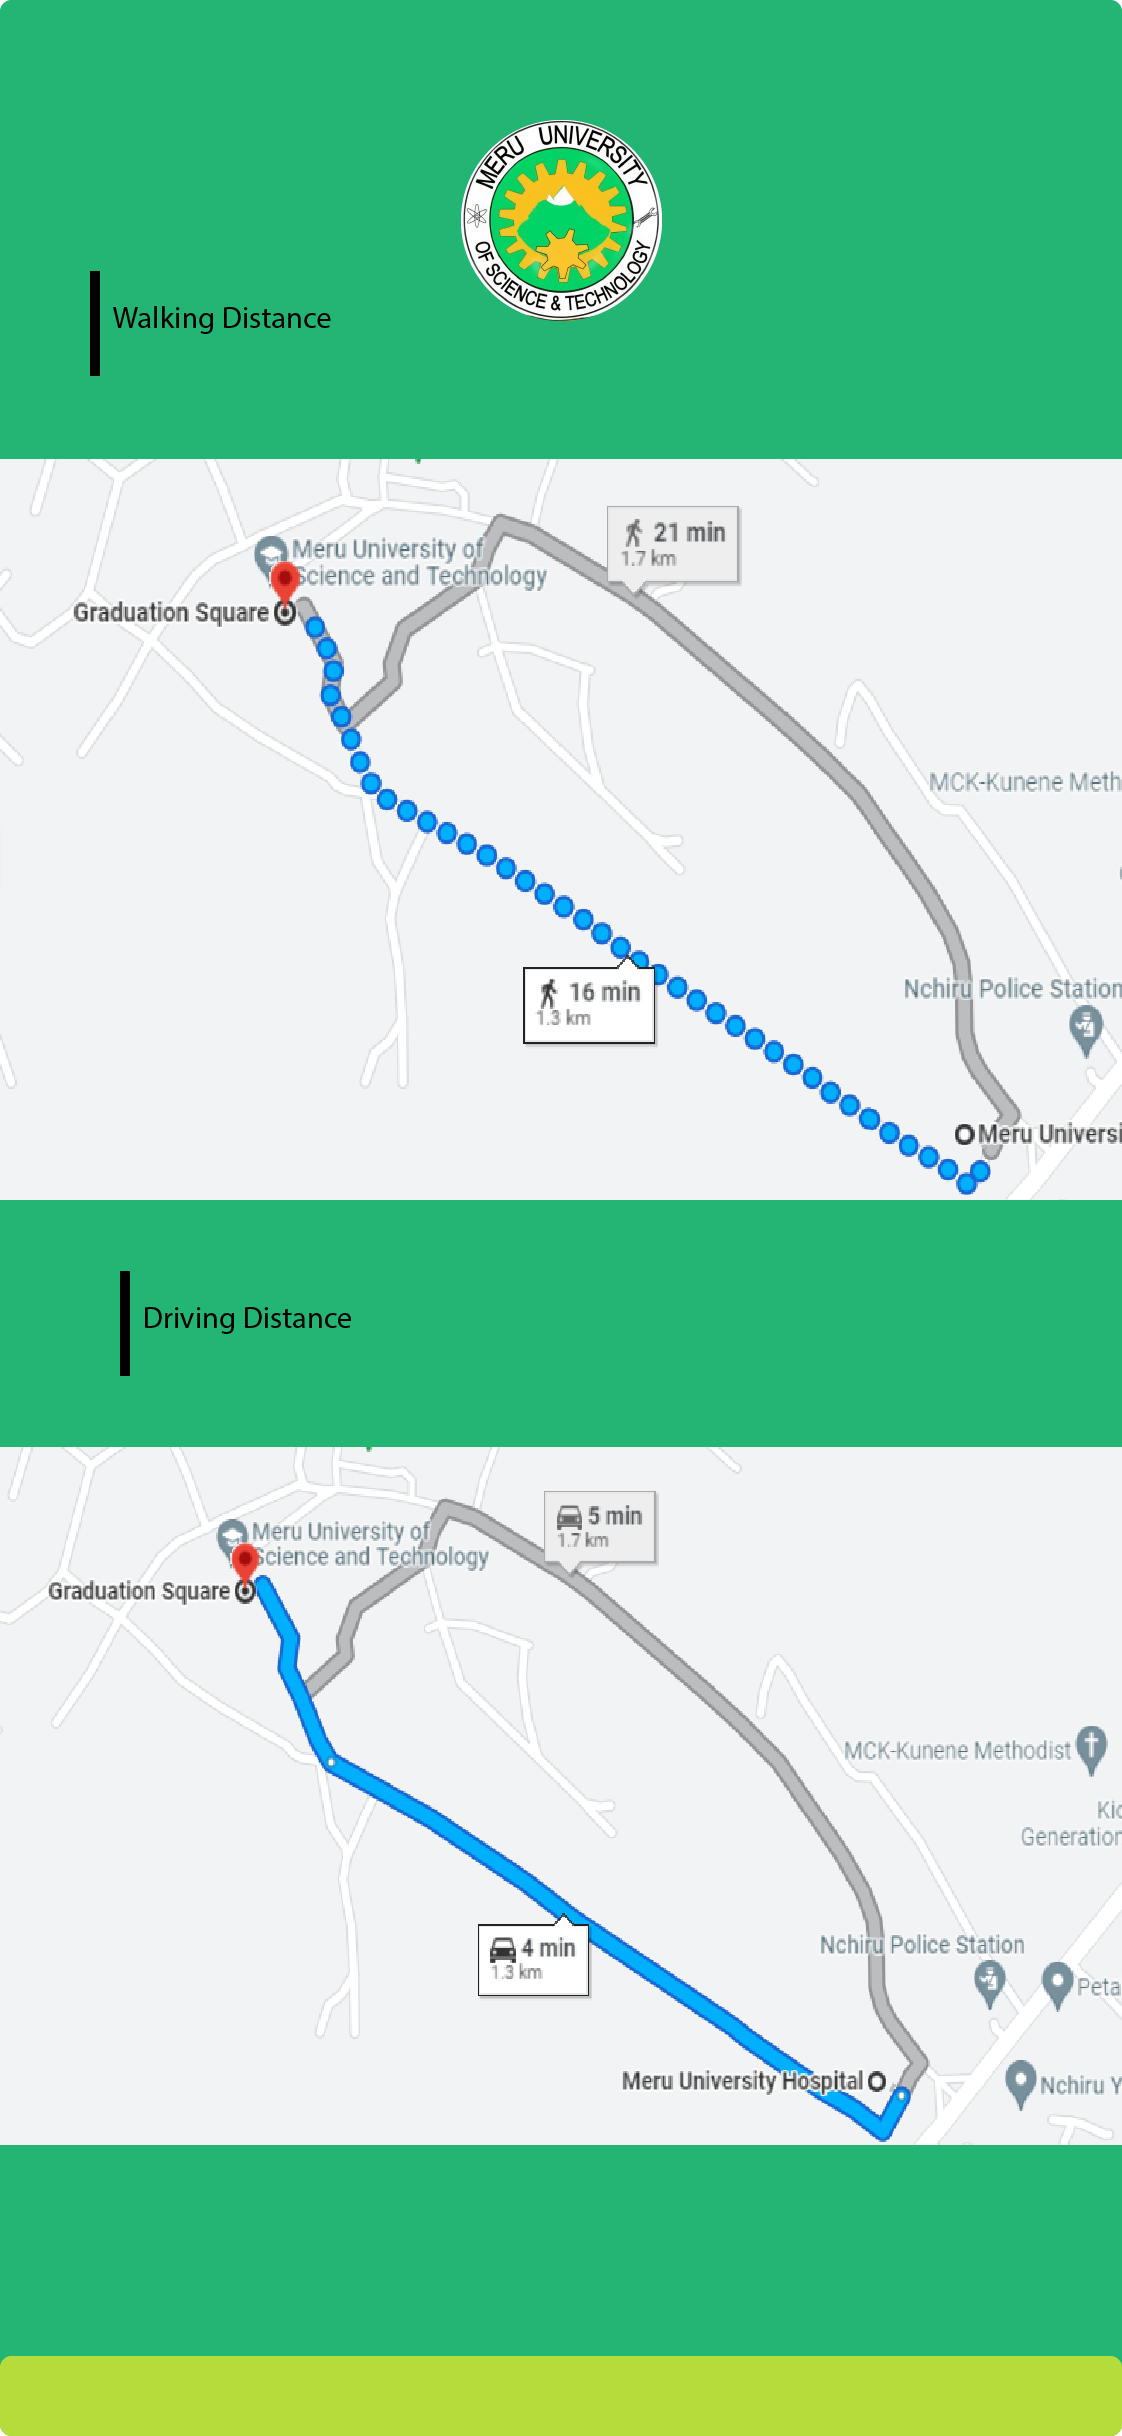 MERU UNIVERSITY
OF SCIENCE & TECHNOLOGY
Walking Distance
21 min
1.7 km
Meru University of
Science and Technology
Graduation Square
MCK-Kunene Meth
Nchiru Police Station
16 min
1.3 km
Meru Universi
Driving Distance
5 min
1.7 km
Meru University of
Science and Technology
Graduation Square
MCK-Kunene Methodist
Kio
Generation
4 min
1.3 km
Nchiru Police Station
Peta
Meru University Hospital
Nchiru Y